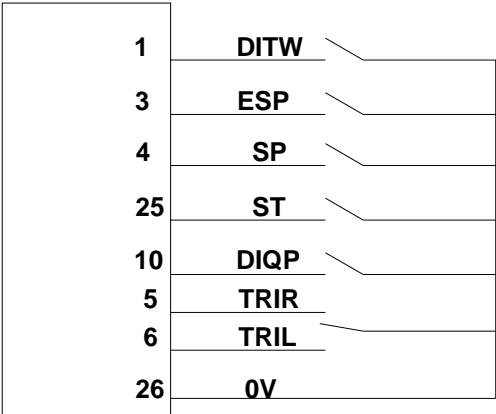 1 DITW
3 ESP
4 SP
25 ST
10 DIQP
5 TRIR
6 TRIL
26 0V